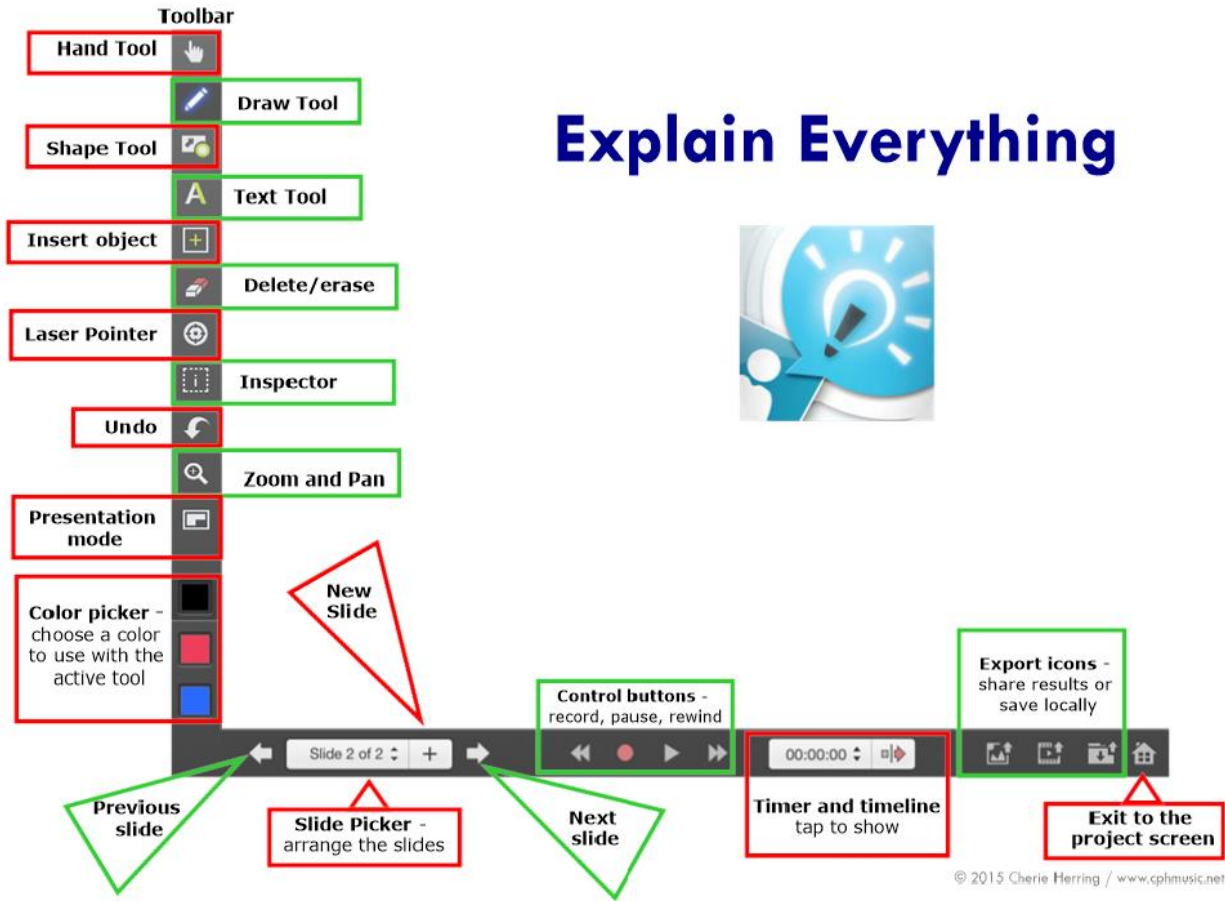 Toolbar
Hand Tool
Draw Tool
Explain Everything
Shape Tool
A
Text Tool
Insert object
Delete/erase
Laser Pointer
Inspector
Undo
Zoom and Pan
Presentation
mode
New
Slide
Color picker -
choose a color
to use with the
active tool
Control buttons -
record, pause, rewind
Export icons -
share results or
save locally
Slide 2 of 2
+
00:00:00
Previous
slide
Slide Picker -
arrange the slides
Next
slide
Timer and timeline
tap to show
Exit to the
project screen
© 2015 Cherie Herring / www.cphmusic.net